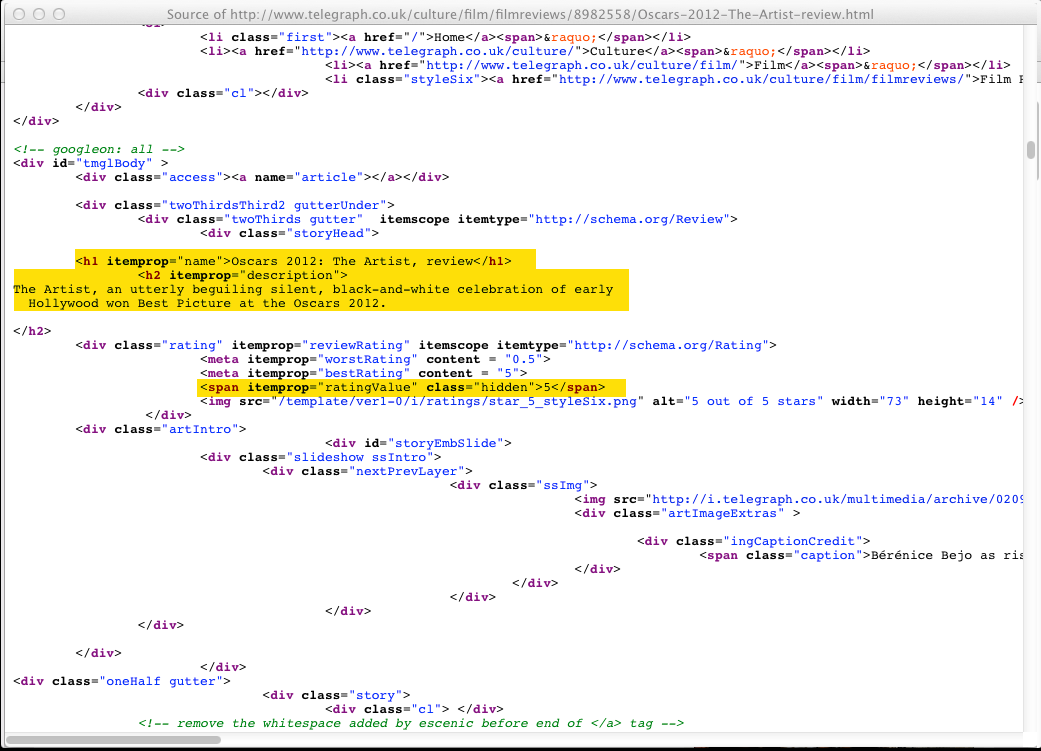 Source of http://www.telegraph.co.uk/culture/film/filmreviews/8982558/Oscars-2012-The-Artist-review.html
<li class="first"><a href="/">Home</a><span>&raquo;</span></li>
<li><a href="http://www.telegraph.co.uk/culture/">Culture</a><span>&raquo;</span></li>
<li><a href="http://www.telegraph.co.uk/culture/film/">Film</a><span>&raquo;</span></li>
<li class="styleSix"><a href="http://www.telegraph.co.uk/culture/film/filmreviews/">Film
<div class="cl"></div>
</div>
</div>
<!-- googleon: all -->
<div id="tmglBody" >
<div class="access"><a name="article"></a></div>
<div class="twoThirdsThird2 gutterUnder">
<div class="twoThirds gutter"  itemscope itemtype="http://schema.org/Review">
<div class="storyHead">
<h1 itemprop="name">Oscars 2012: The Artist, review</h1>
<h2 itemprop="description">
The Artist, an utterly beguiling silent, black-and-white celebration of early
Hollywood won Best Picture at the Oscars 2012.
</h2>
<div class="rating" itemprop="reviewRating" itemscope itemtype="http://schema.org/Rating">
<meta itemprop="worstRating" content = "0.5">
<meta itemprop="bestRating" content = "5">
<span itemprop="ratingValue" class="hidden">5</span>
<img src="/template/ver1-0/i/ratings/star_5_styleSix.png" alt="5 out of 5 stars" width="73" height="14" />
</div>
<div class="artIntro">
<div id="storyEmbSlide">
<div class="slideshow ssIntro">
<div class="nextPrevLayer">
<div class="ssImg">
<img src="http://i.telegraph.co.uk/multimedia/archive/0209
<div class="artImageExtras" >
<div class="ingCaptionCredit">
<span class="caption">Bérénice Bejo as ris
</div>
</div>
</div>
</div>
</div>
</div>
</div>
<div class="oneHalf gutter">
<div class="story">
<div class="cl"> </div>
<!-- remove the whitespace added by escenic before end of </a> tag -->